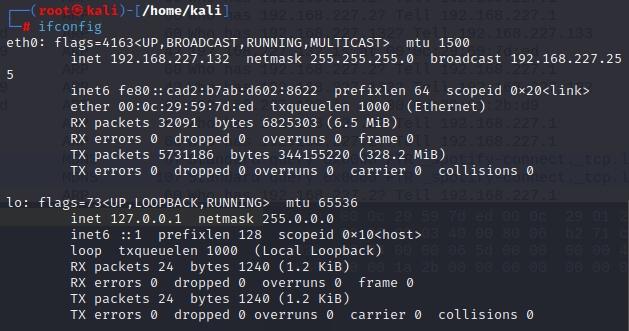 ┌──(root㉿kali)-[/home/kali]
└─# ifconfig
eth0: flags=4163<UP,BROADCAST,RUNNING,MULTICAST>  mtu 1500
        inet 192.168.227.132  netmask 255.255.255.0  broadcast 192.168.227.25
5
        inet6 fe80::cad2:b7ab:d602:8622  prefixlen 64  scopeid 0×20<link>
        ether 00:0c:29:59:7d:ed  txqueuelen 1000  (Ethernet)
        RX packets 32091  bytes 6825303 (6.5 MiB)
        RX errors 0  dropped 0  overruns 0  frame 0
        TX packets 5731186  bytes 344155220 (328.2 MiB)
        TX errors 0  dropped 0 overruns 0  carrier 0  collisions 0
lo: flags=73<UP,LOOPBACK,RUNNING>  mtu 65536
        inet 127.0.0.1  netmask 255.0.0.0
        inet6 ::1  prefixlen 128  scopeid 0×10<host>
        loop  txqueuelen 1000  (Local Loopback)
        RX packets 24  bytes 1240 (1.2 KiB)
        RX errors 0  dropped 0  overruns 0  frame 0
        TX packets 24  bytes 1240 (1.2 KiB)
        TX errors 0  dropped 0 overruns 0  carrier 0  collisions 0